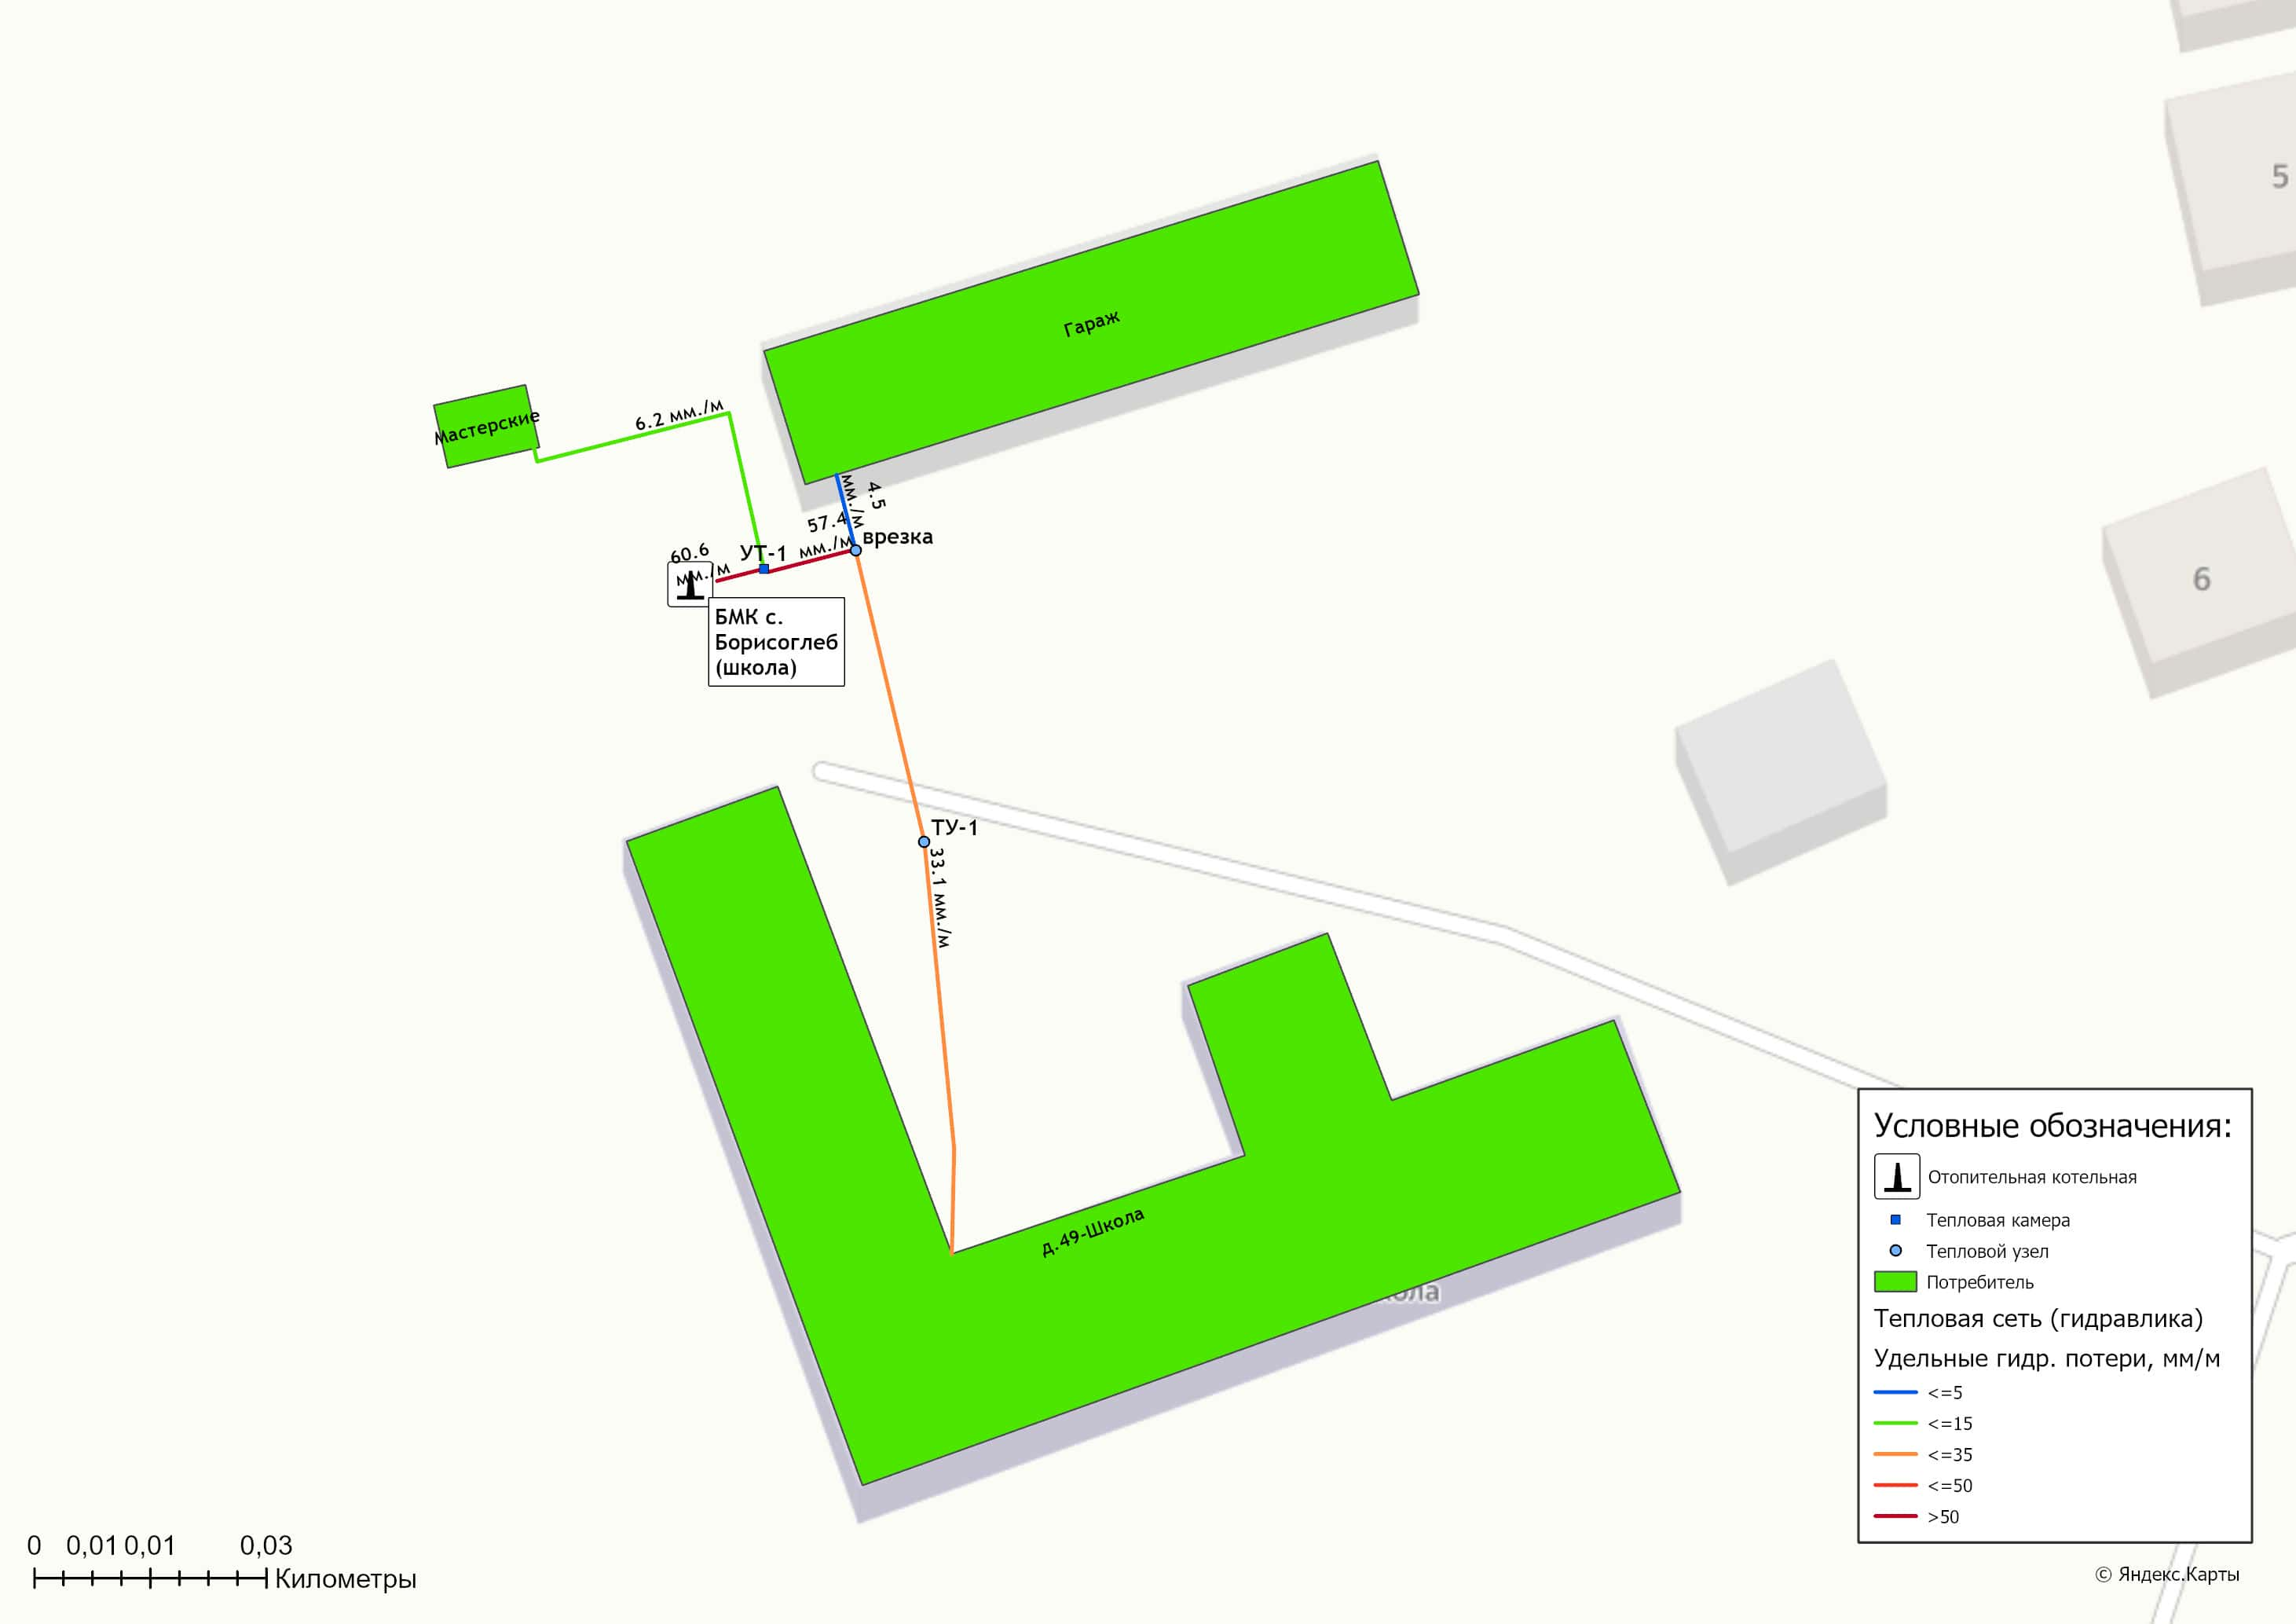 5
Гараж
6.2 мм./м
Мастерские
4.5
мм./м
57.4
мм./м
врезка
60.6
мм./м
УТ-1
6
БМК с.
Борисоглеб
(школа)
ТУ-1
33.1 мм./м
д.49-Школа
Условные обозначения:
Отопительная котельная
Тепловая камера
Тепловой узел
Потребитель
Тепловая сеть (гидравлика)
Удельные гидр. потери, мм/м
<=5
<=15
<=35
<=50
>50
0 0,01 0,01 0,03
Километры
© Яндекс.Карты